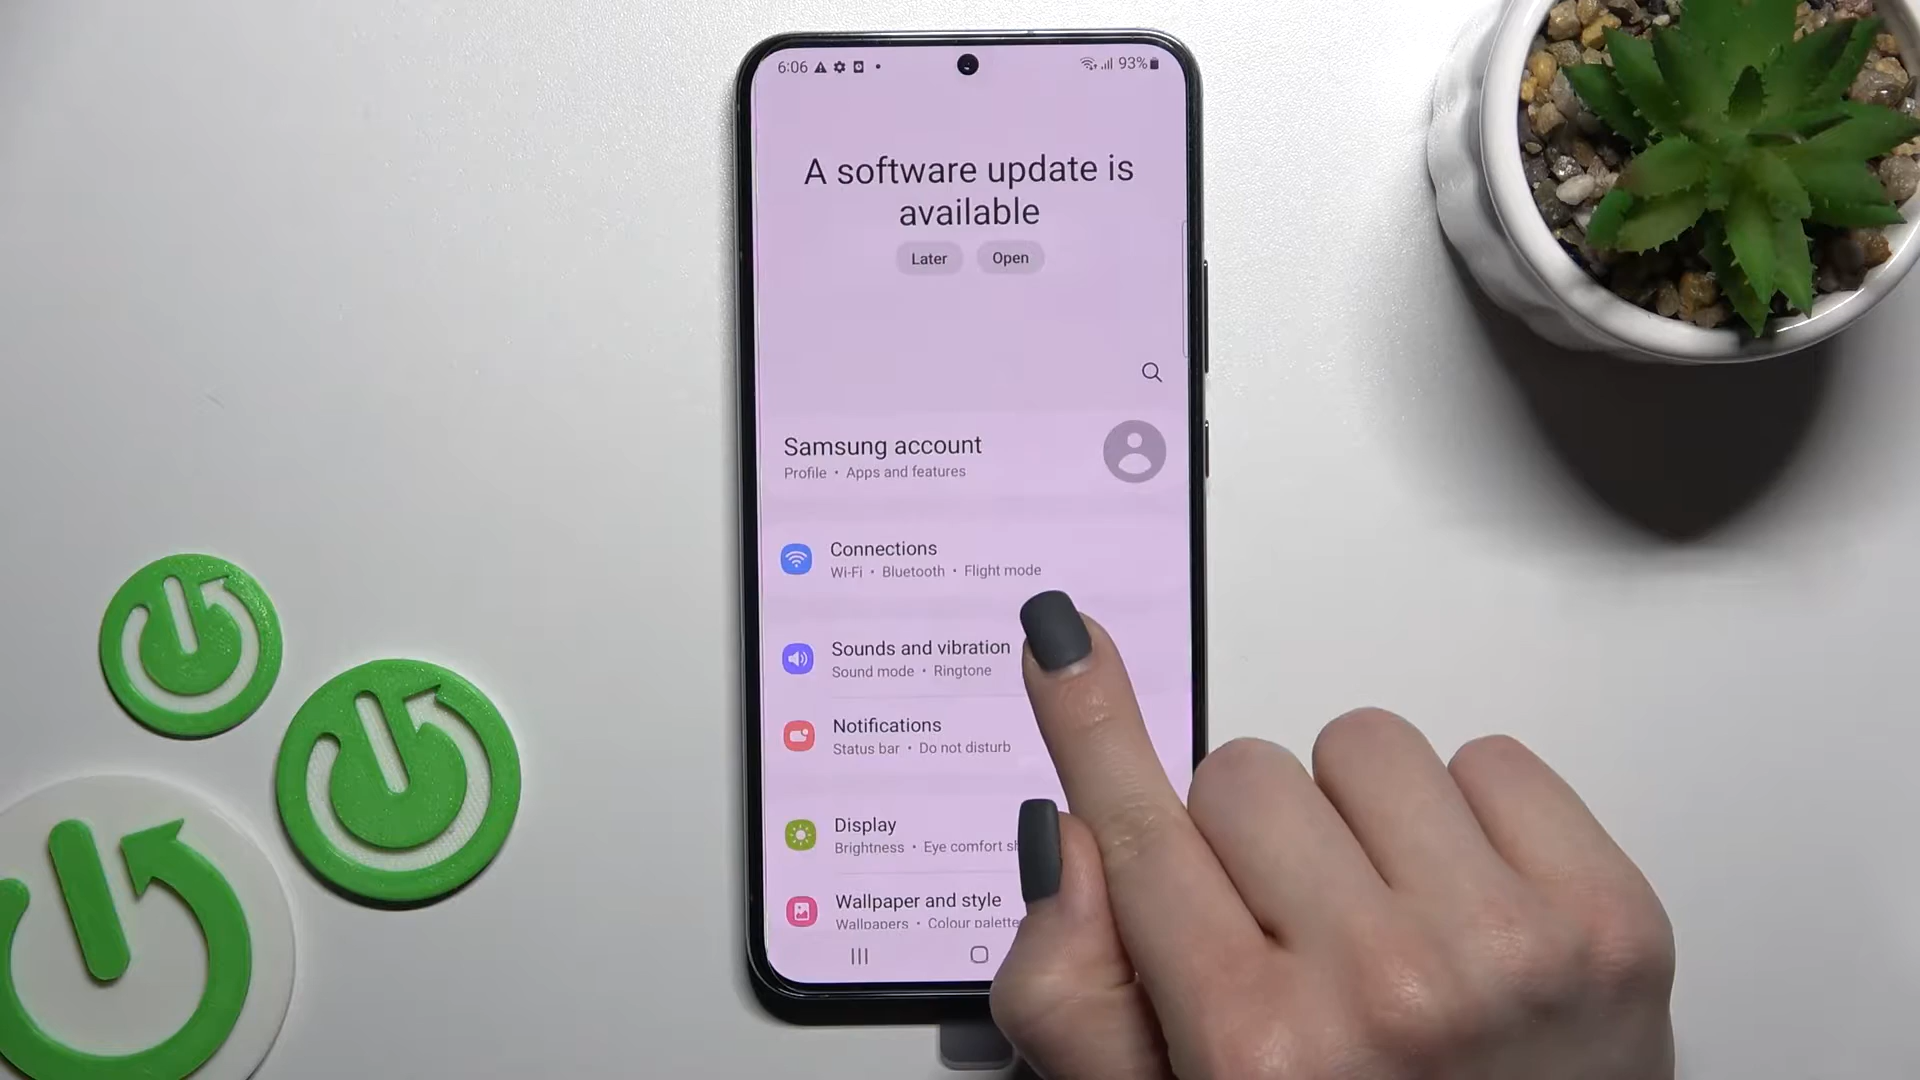 6:06 93%
A software update is
available
Later Open
Samsung account
Profile • Apps and features
Connections
Wi-Fi • Bluetooth • Flight mode
Sounds and vibration
Sound mode • Ringtone
Notifications
Status bar • Do not disturb
Display
Brightness • Eye comfort
Wallpaper and style
Wallpapers • Colour palette